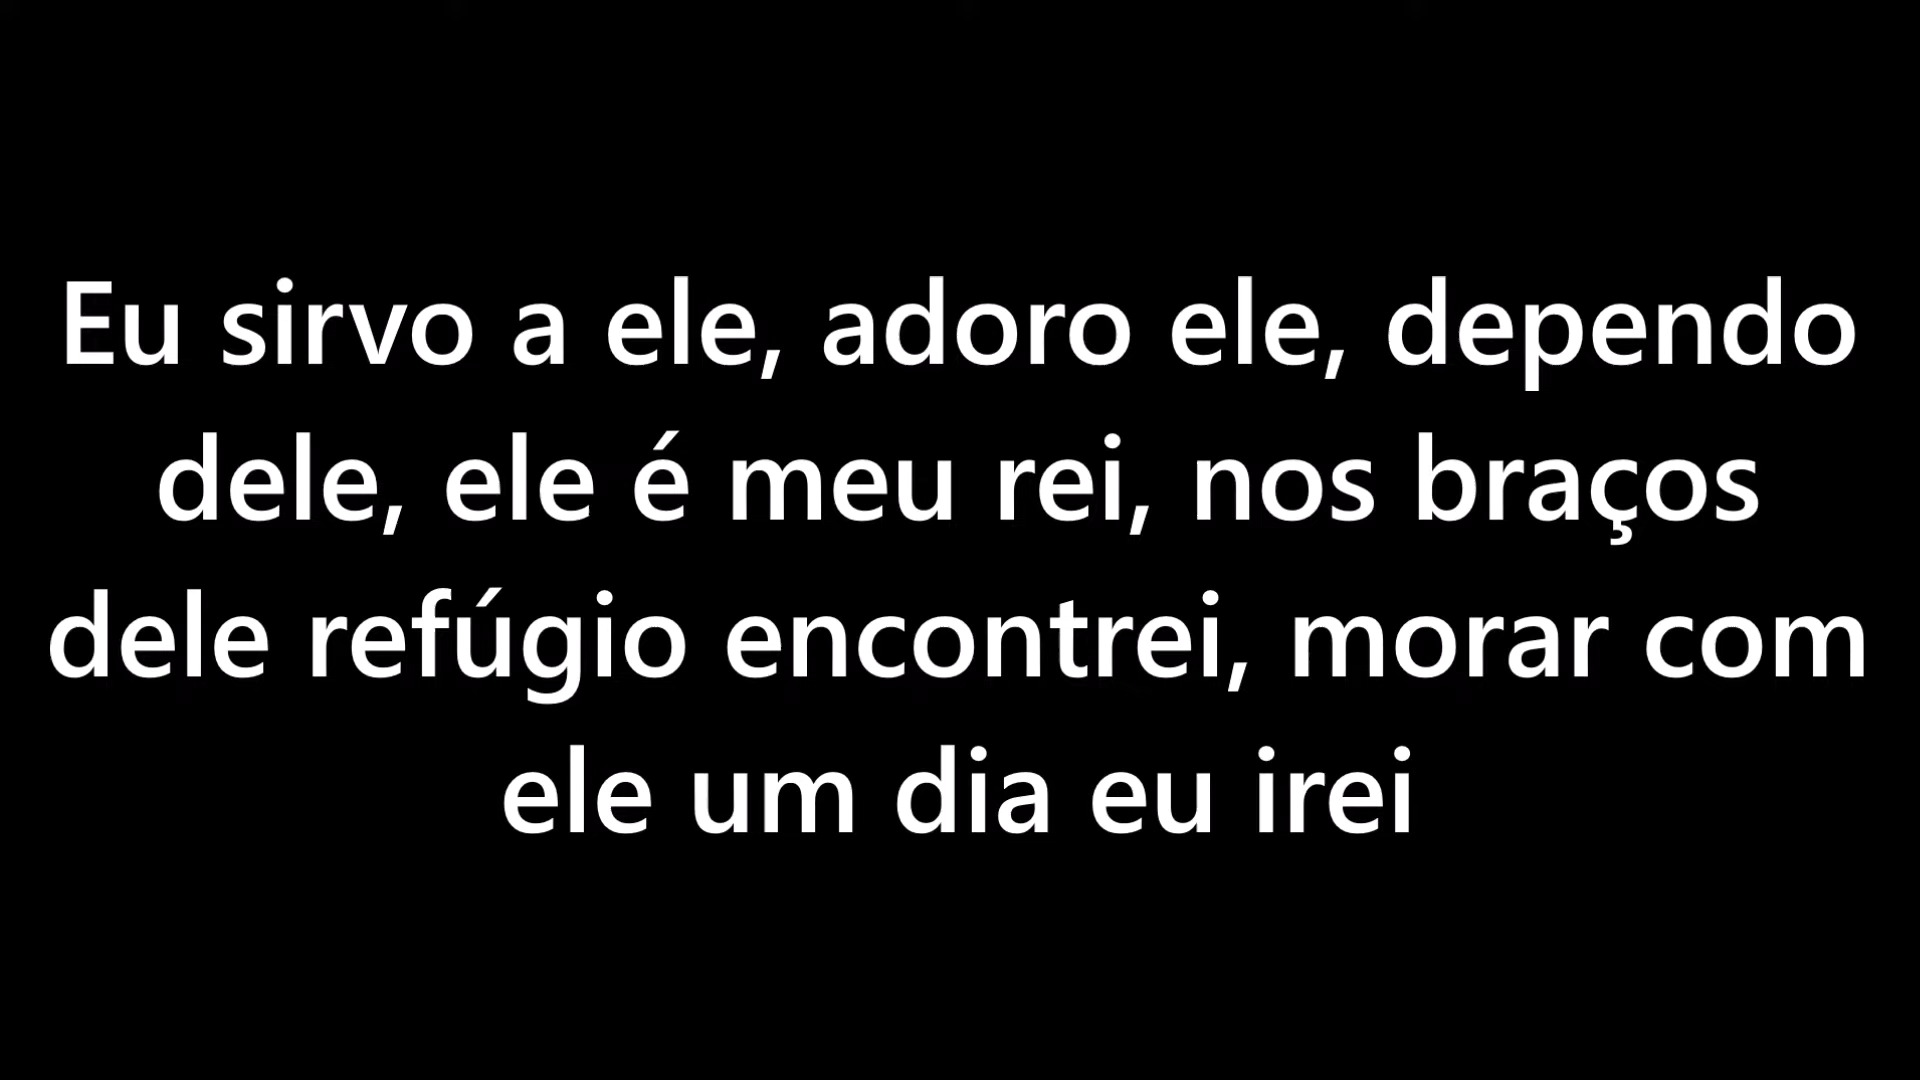 Eu sirvo a ele, adoro ele, dependo
dele, ele é meu rei, nos braços
dele refúgio encontrei, morar com
ele um dia eu irei